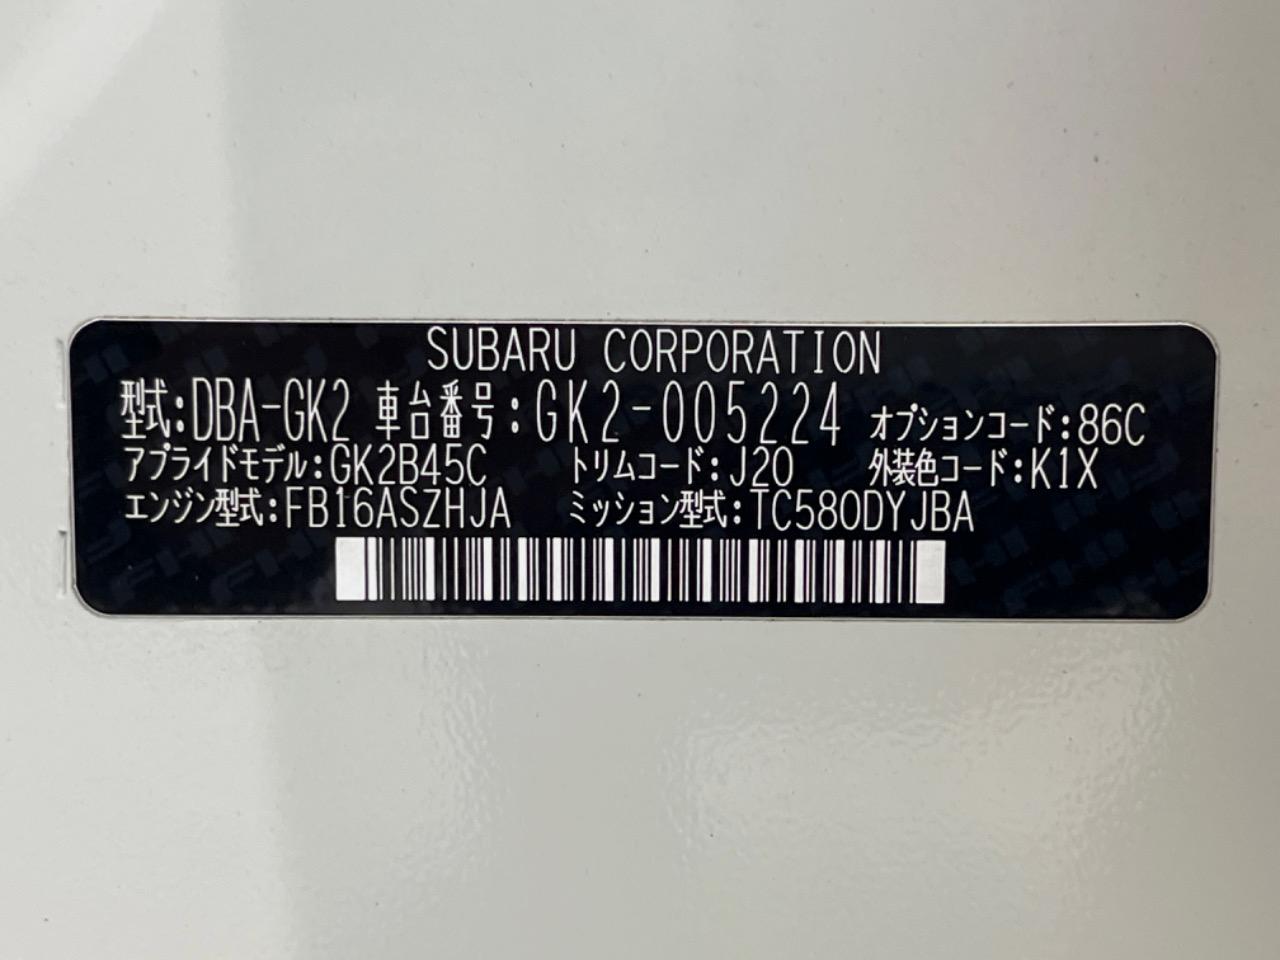 SUBARU CORPORATION
型式:DBA-GK2 車台番号:GK2-005224 オプションコード:86C
アプライドモデル:GK2B45C トリムコード:J20 外装色コード:K1X
エンジン型式:FB16ASZHJA ミッション型式:TC580DYJBA